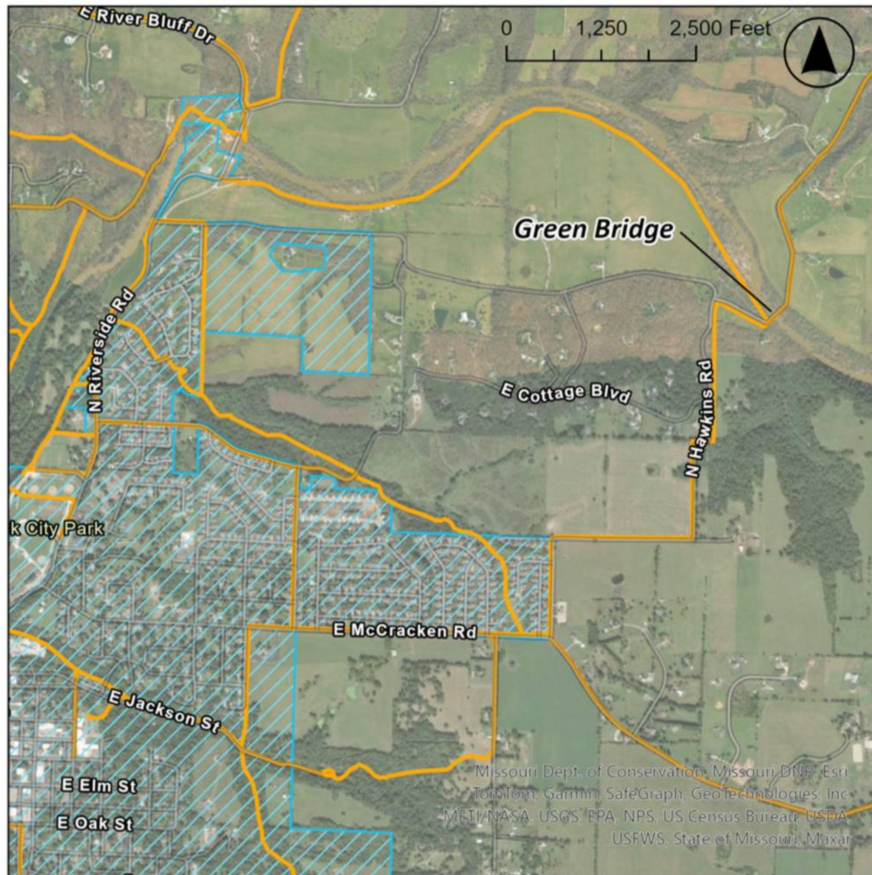 E River Bluff Dr
0 1,250 2,500 Feet
Green Bridge
N Riverside Rd
E Cottage Blvd
N Hawkins Rd
k City Park
E McCracken Rd
E Jackson St
E Elm St
E Oak St
Missouri Dept. of Conservation, Missouri DNR, Esri,
TomTom, Garmin, SafeGraph, GeoTechnologies, Inc,
METI/NASA, USGS, EPA, NPS, US Census Bureau, USDA,
USFWS, State of Missouri, Maxar